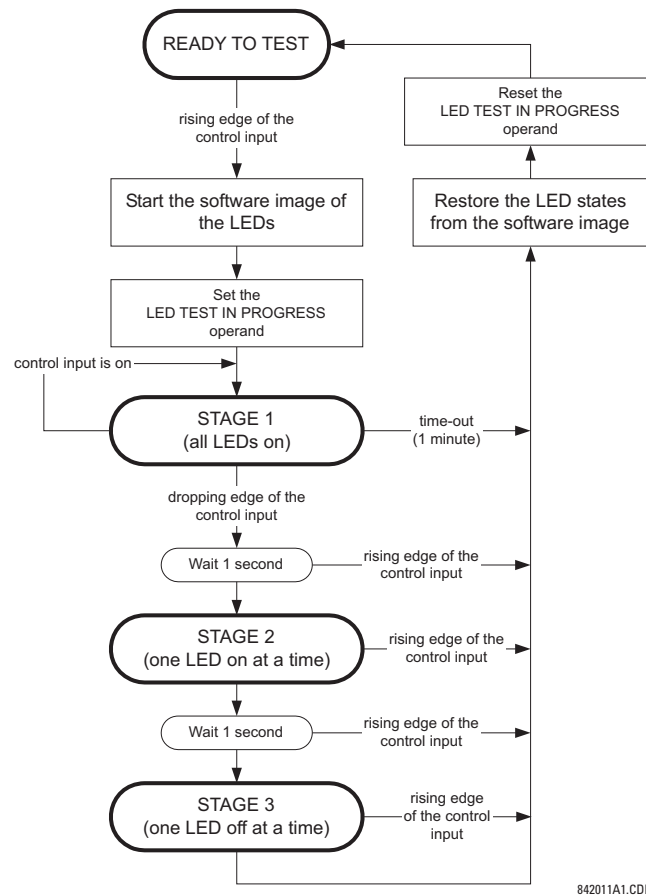 READY TO TEST
rising edge of the
control input
Start the software image of
the LEDs
Set the
LED TEST IN PROGRESS
operand
control input is on
STAGE 1
(all LEDs on)
time-out
(1 minute)
dropping edge of the
control input
Wait 1 second
rising edge of the
control input
STAGE 2
(one LED on at a time)
rising edge of the
control input
Wait 1 second
rising edge of the
control input
STAGE 3
(one LED off at a time)
rising edge
of the control
input
Restore the LED states
from the software image
Reset the
LED TEST IN PROGRESS
operand